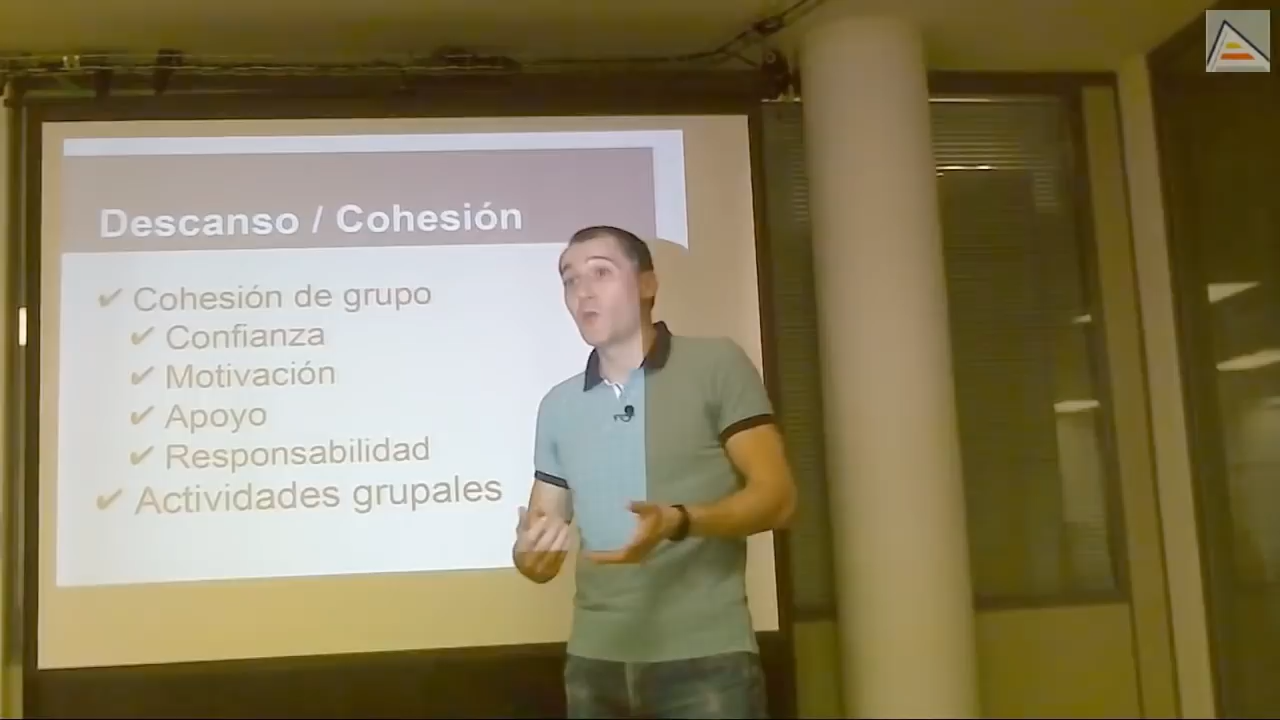 Descanso / Cohesión
✔ Cohesión de grupo
✔ Confianza
✔ Motivación
✔ Apoyo
✔ Responsabilidad
✔ Actividades grupales